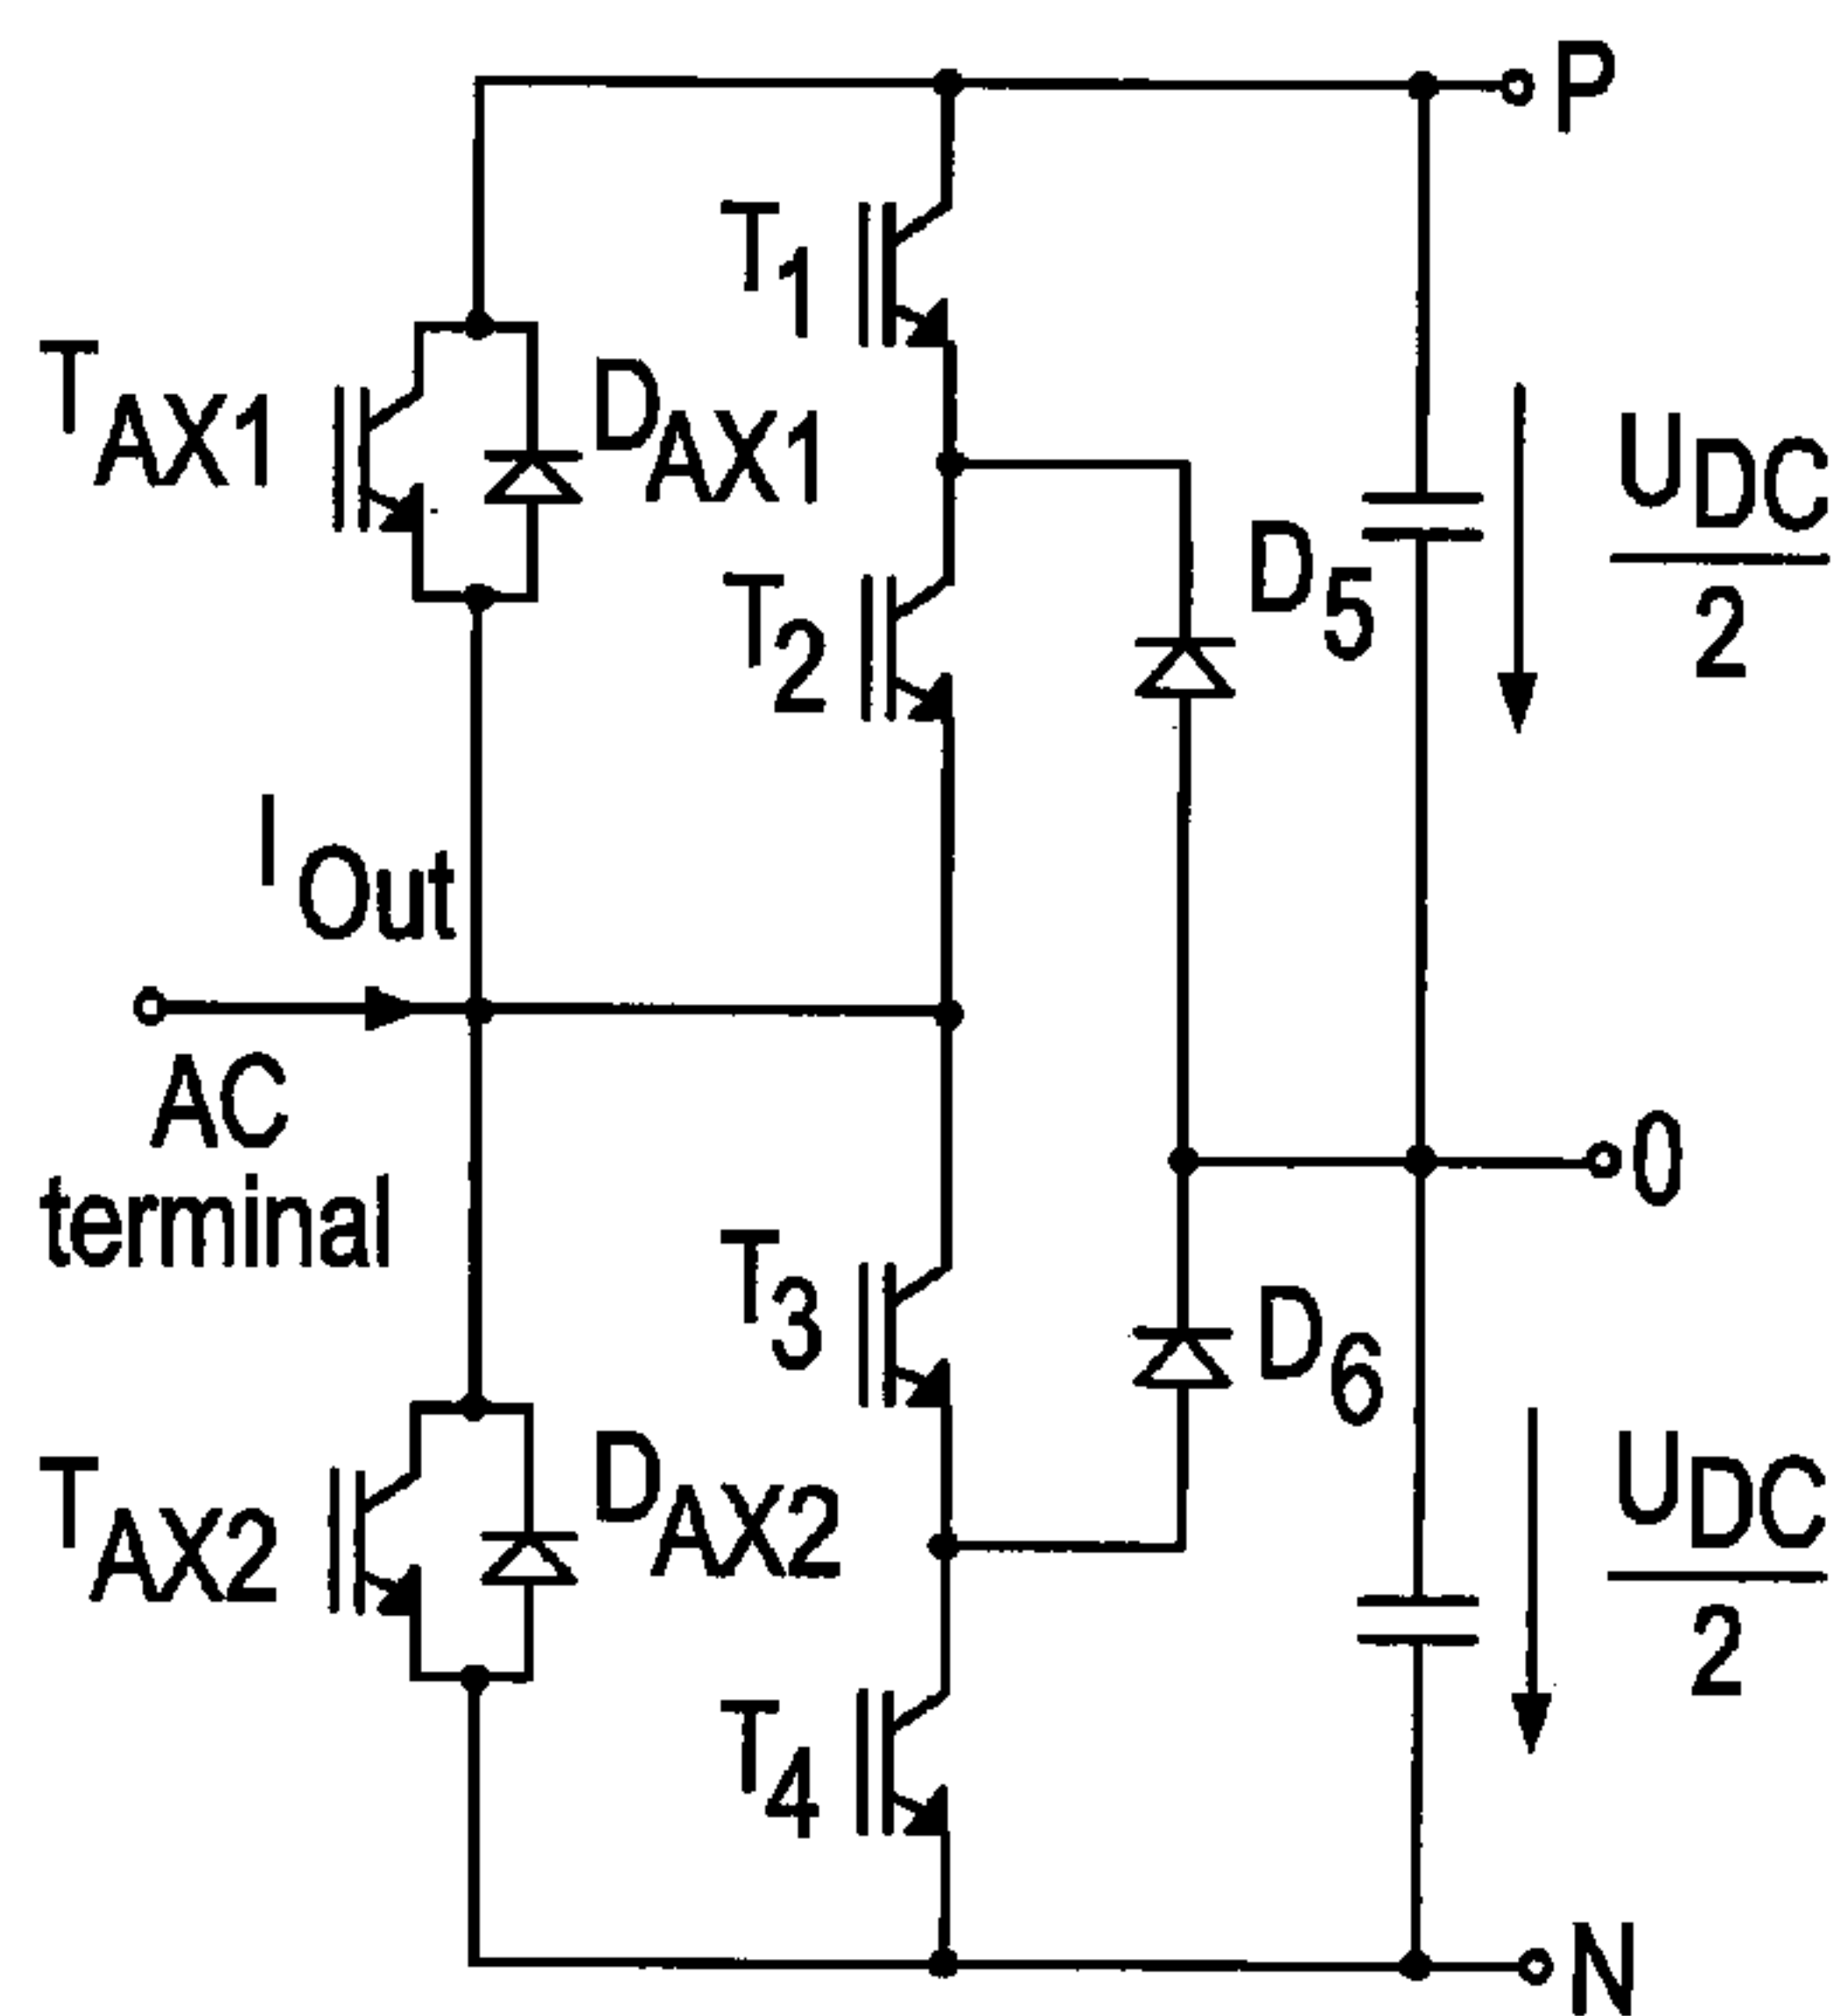 P
T1
TAX1
DAX1
UDC
2
D5
T2
IOut
AC
terminal
0
T3
D6
TAX2
DAX2
UDC
2
T4
N